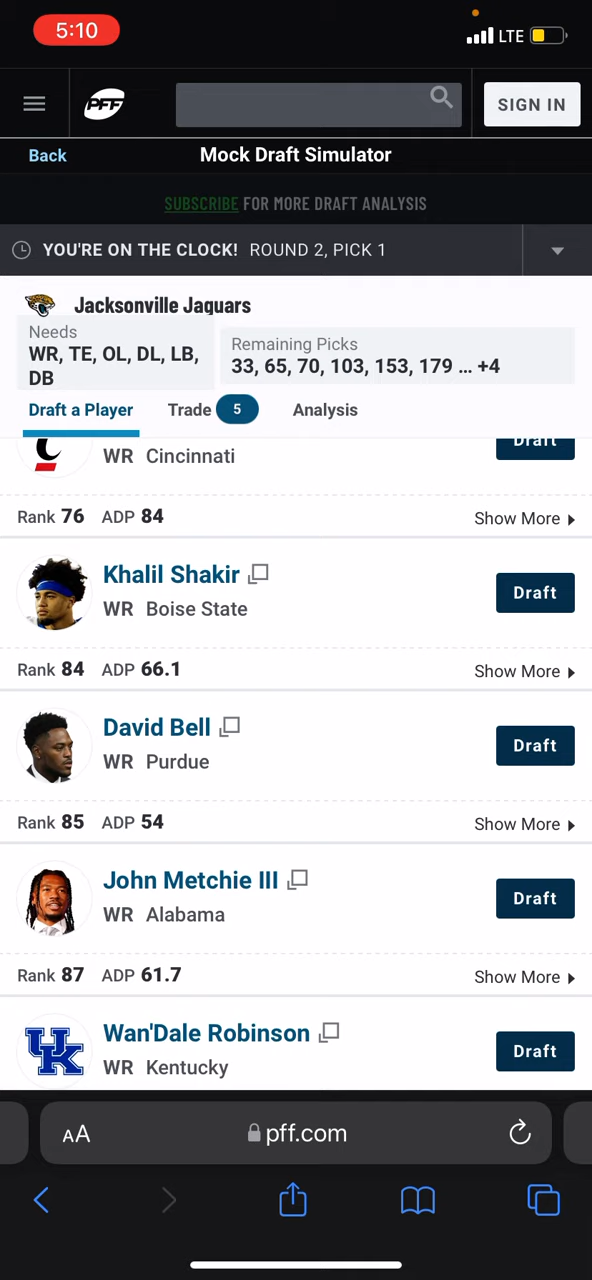 5:10
LTE
PFF
SIGN IN
Back
Mock Draft Simulator
SUBSCRIBE FOR MORE DRAFT ANALYSIS
YOU'RE ON THE CLOCK! ROUND 2, PICK 1
Jacksonville Jaguars
Needs
WR, TE, OL, DL, LB,
DB
Remaining Picks
33, 65, 70, 103, 153, 179 ... +4
Draft a Player
Trade 5
Analysis
WR Cincinnati
Draft
Rank 76 ADP 84
Show More
Khalil Shakir
WR Boise State
Draft
Rank 84 ADP 66.1
Show More
David Bell
WR Purdue
Draft
Rank 85 ADP 54
Show More
John Metchie III
WR Alabama
Draft
Rank 87 ADP 61.7
Show More
UK
Wan'Dale Robinson
WR Kentucky
Draft
AA
pff.com